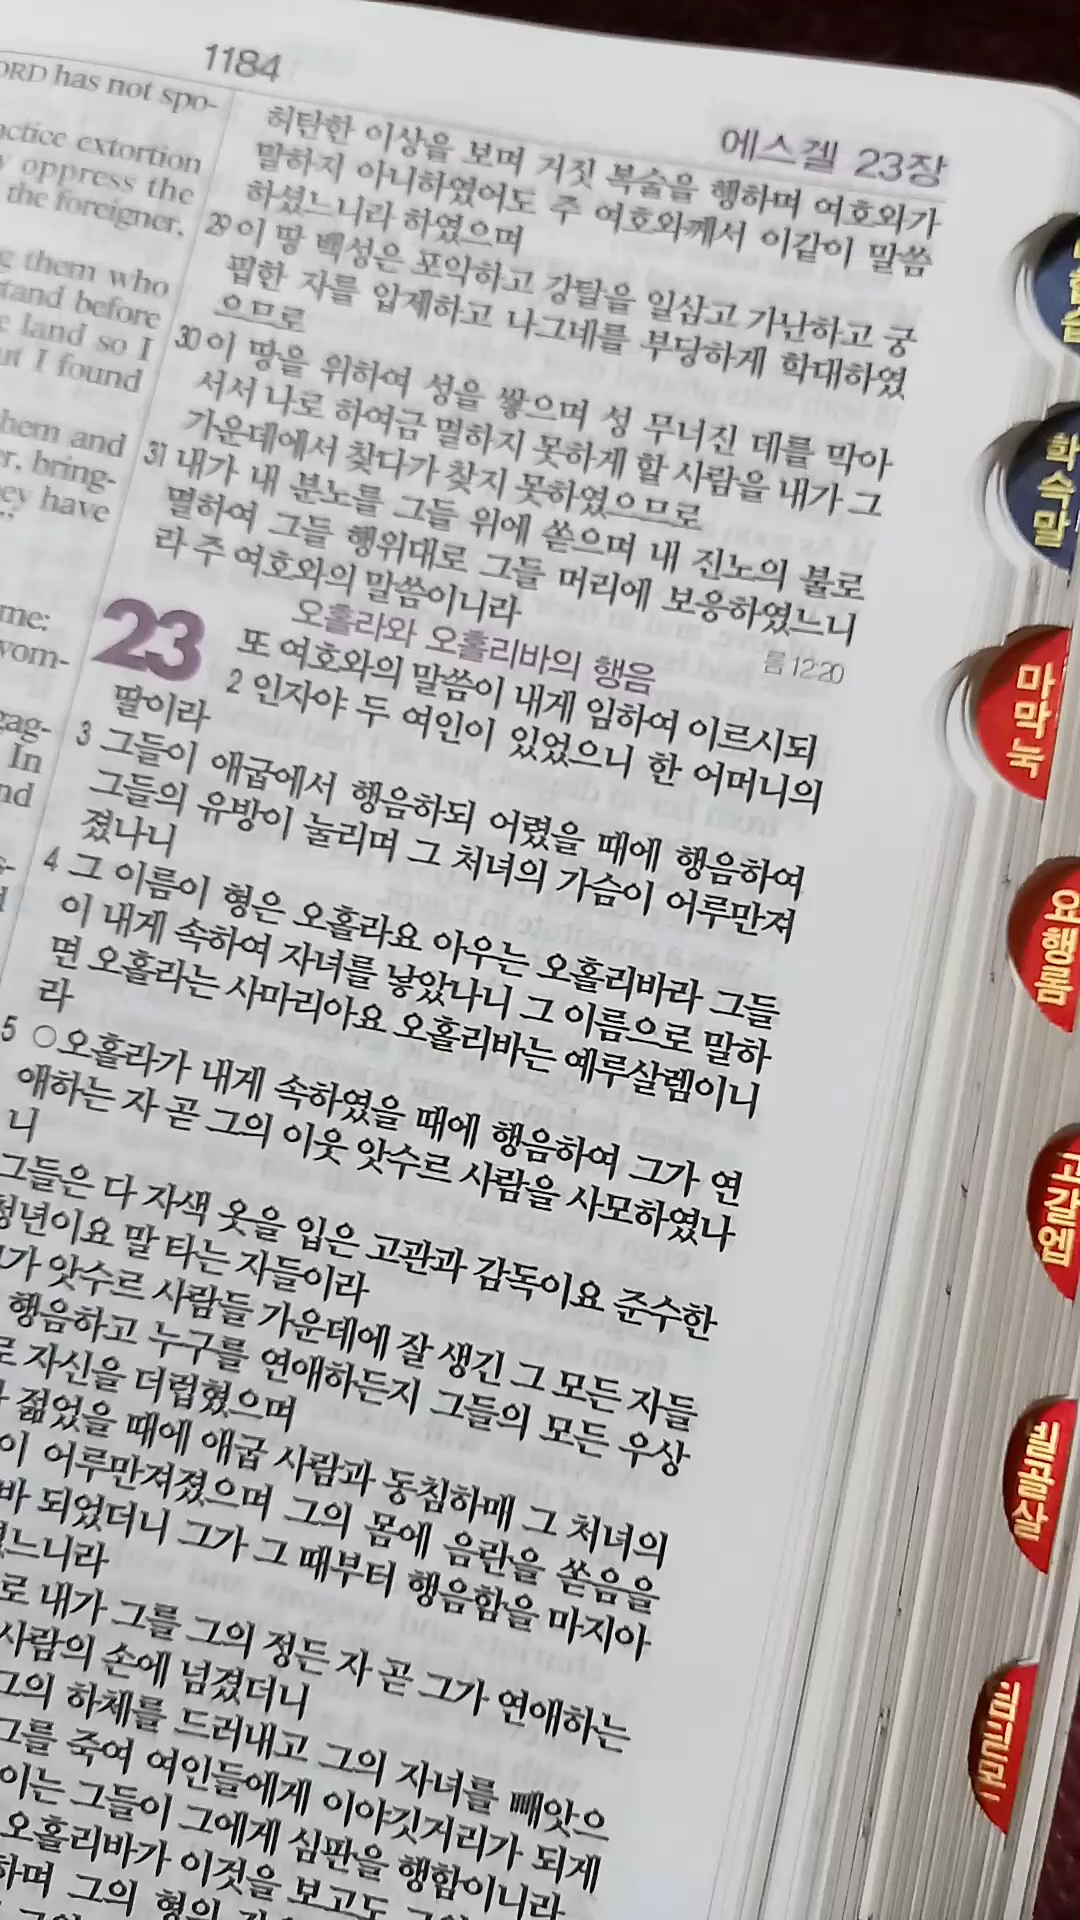 1184
에스겔 23장
ORD has not spo-
actice extortion
oppress the
the foreigner,
g them who
tand before
e land so I
ut I found
hem and
er, bring-
ey have
me:
wom-
gag-
In
nd
허탄한 이상을 보며 거짓 복술을 행하며 여호와가
말하지 아니하였어도 주 여호와께서 이같이 말씀
하셨느니라 하였으며
29 이 땅 백성은 포악하고 강탈을 일삼고 가난하고 궁
핍한 자를 압제하고 나그네를 부당하게 학대하였
으므로
30 이 땅을 위하여 성을 쌓으며 성 무너진 데를 막아
서서 나로 하여금 멸하지 못하게 할 사람을 내가 그
가운데에서 찾다가 찾지 못하였으므로
31 내가 내 분노를 그들 위에 쏟으며 내 진노의 불로
멸하여 그들 행위대로 그들 머리에 보응하였느니
라 주 여호와의 말씀이니라
롬 12:20
오홀라와 오홀리바의 행음
23 또 여호와의 말씀이 내게 임하여 이르시되
2 인자야 두 여인이 있었으니 한 어머니의
딸이라
3 그들이 애굽에서 행음하되 어렸을 때에 행음하여
그들의 유방이 눌리며 그 처녀의 가슴이 어루만져
졌나니
4 그 이름이 형은 오홀라요 아우는 오홀리바라 그들
이 내게 속하여 자녀를 낳았나니 그 이름으로 말하
면 오홀라는 사마리아요 오홀리바는 예루살렘이니
라
5 ○오홀라가 내게 속하였을 때에 행음하여 그가 연
애하는 자 곧 그의 이웃 앗수르 사람을 사모하였나
니
그들은 다 자색 옷을 입은 고관과 감독이요 준수한
청년이요 말 타는 자들이라
가 앗수르 사람들 가운데에 잘 생긴 그 모든 자들
행음하고 누구를 연애하든지 그들의 모든 우상
로 자신을 더럽혔으며
젊었을 때에 애굽 사람과 동침하매 그 처녀의
이 어루만져졌으며 그의 몸에 음란을 쏟음을
바 되었더니 그가 그 때부터 행음함을 마지아
느니라
로 내가 그를 그의 정든 자 곧 그가 연애하는
사람의 손에 넘겼더니
그의 하체를 드러내고 그의 자녀를 빼앗으
그를 죽여 여인들에게 이야깃거리가 되게
이는 그들이 그에게 심판을 행함이니라
오홀리바가 이것을 보고도
하며 그의 형의
학슥말
마막눅
요행롬
고갈엡
빌골살